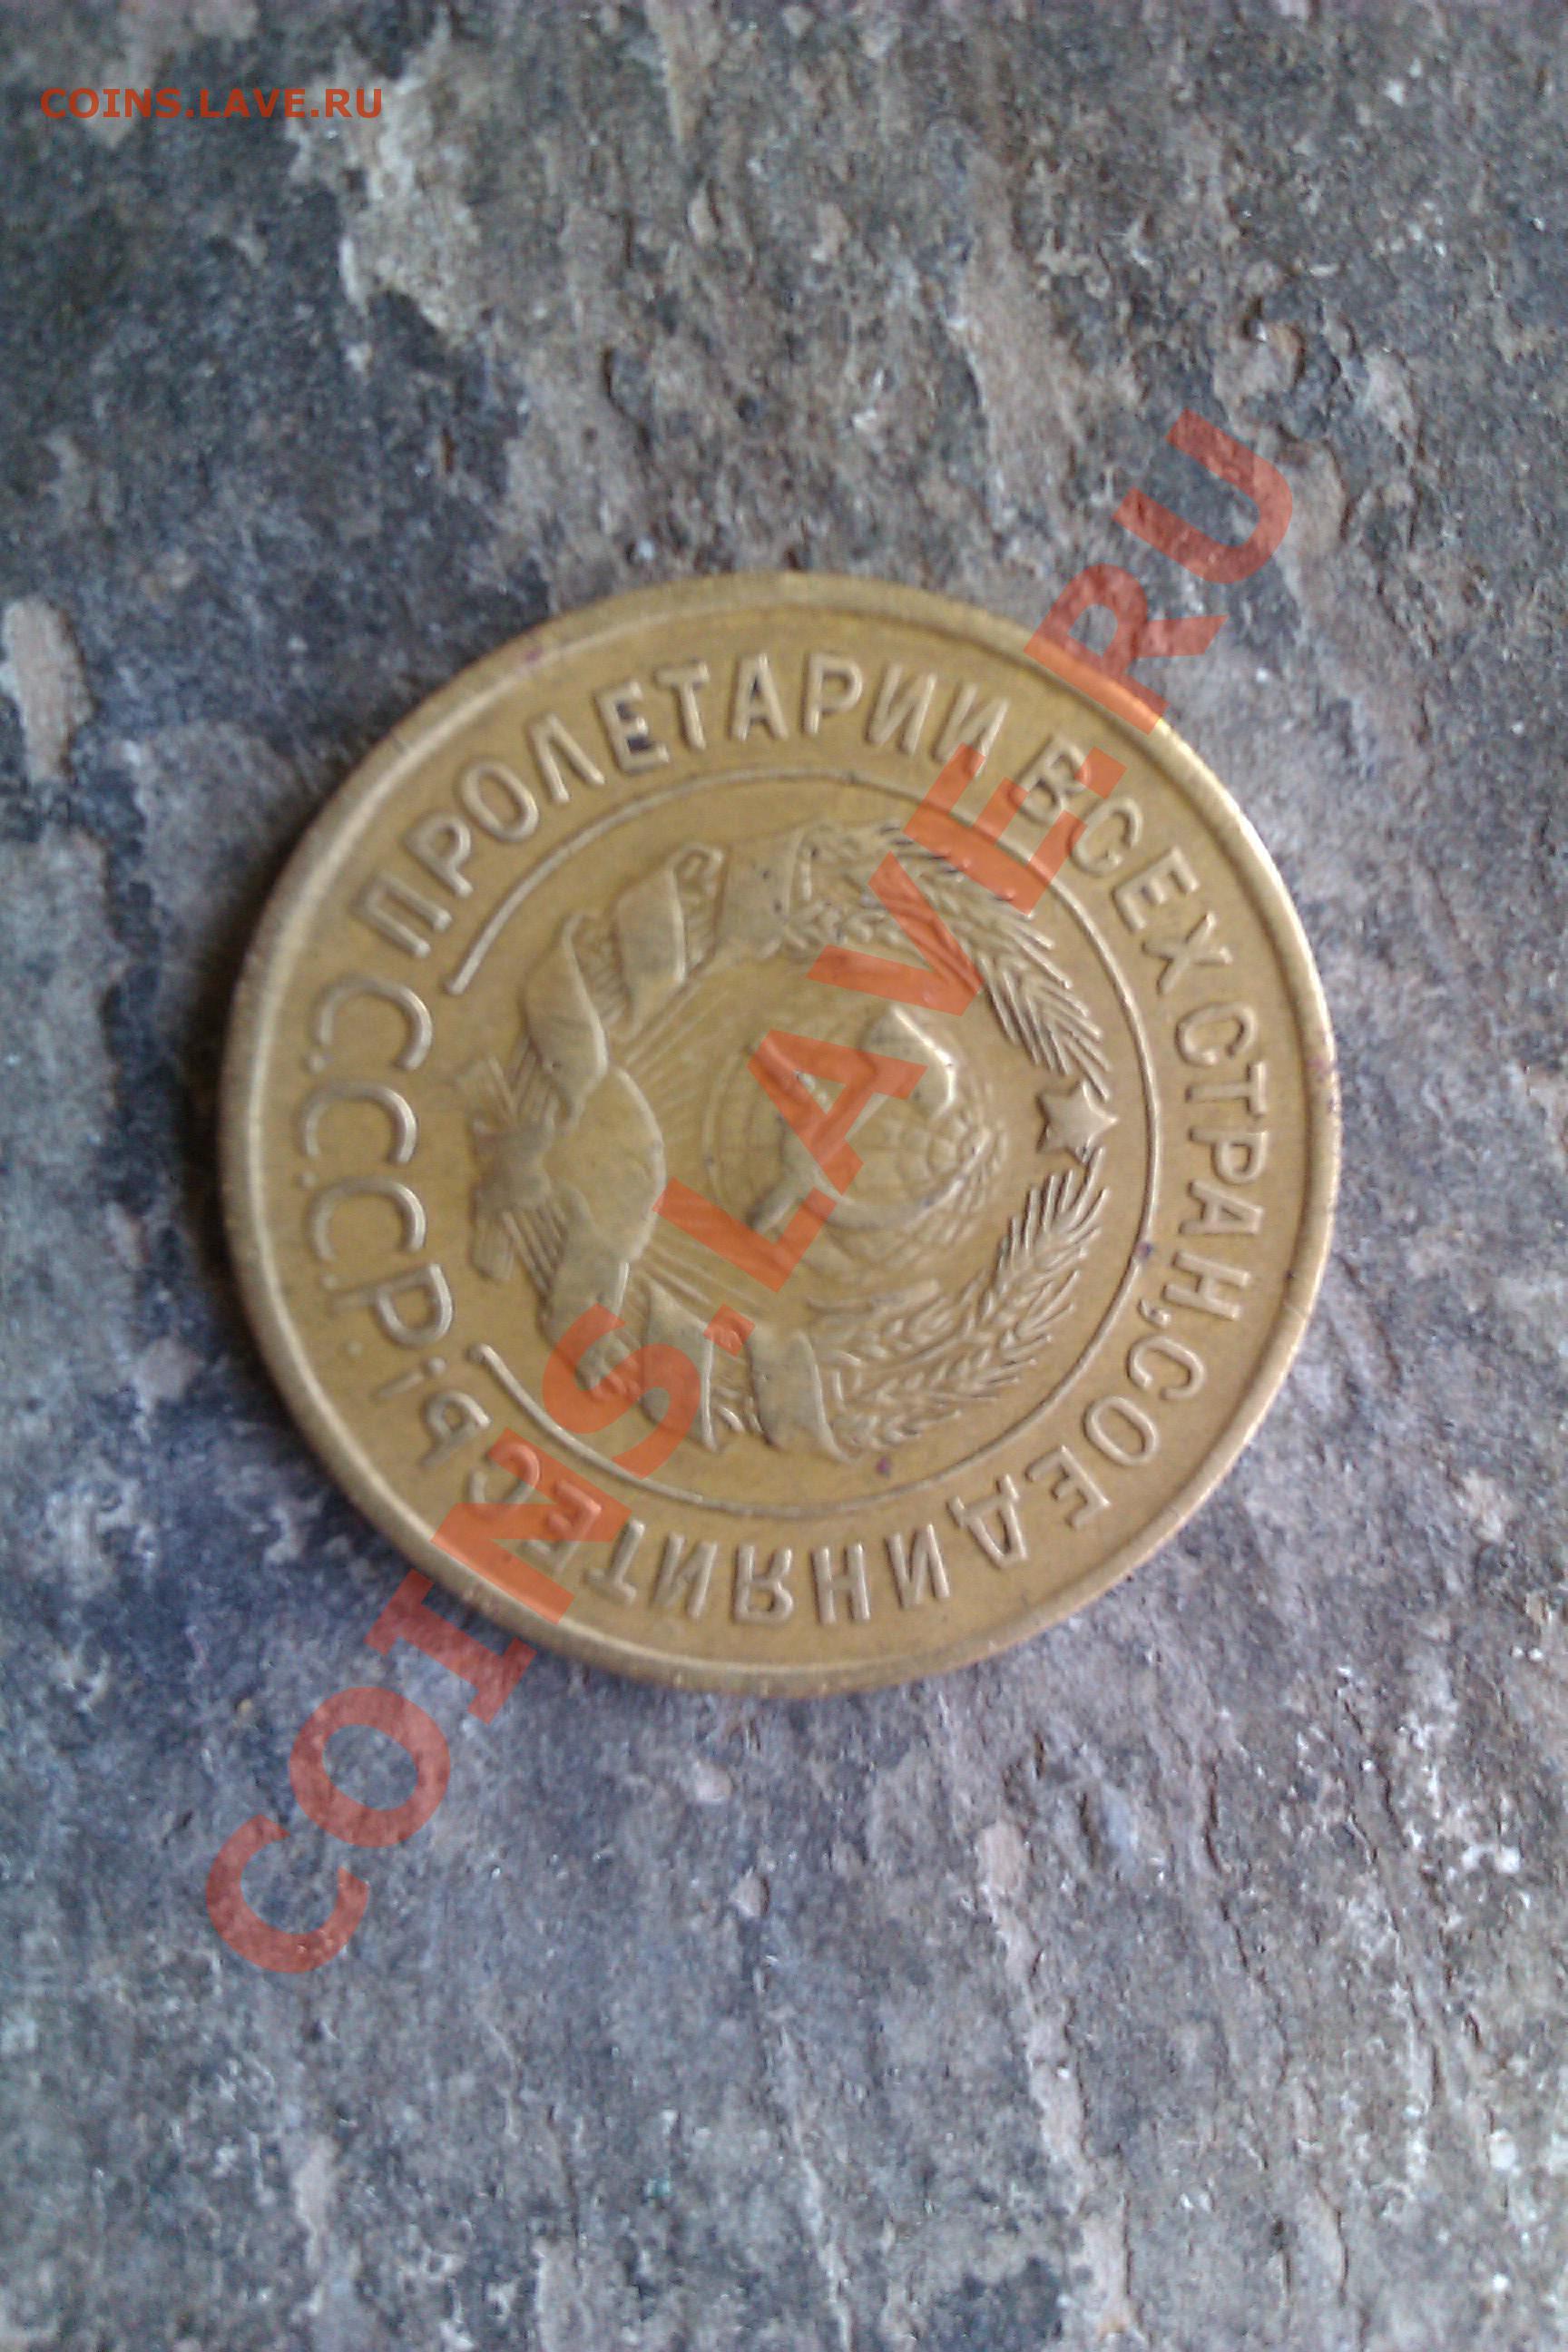 COINS.LAVE.RU
ПРОЛЕТАРИИ ВСЕХ СТРАН, СОЕДИНЯЙТЕСЬ!
С.С.С.Р.
COINS.LAVE.RU